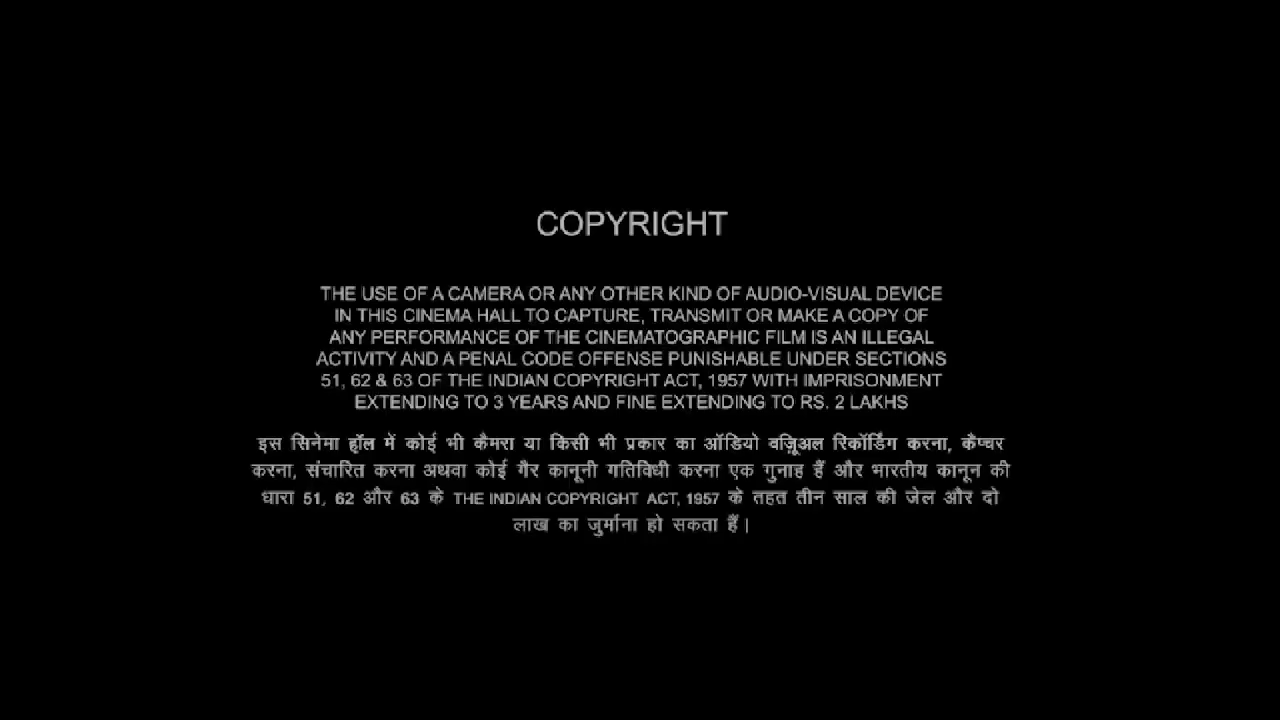 COPYRIGHT
THE USE OF A CAMERA OR ANY OTHER KIND OF AUDIO-VISUAL DEVICE
IN THIS CINEMA HALL TO CAPTURE, TRANSMIT OR MAKE A COPY OF
ANY PERFORMANCE OF THE CINEMATOGRAPHIC FILM IS AN ILLEGAL
ACTIVITY AND A PENAL CODE OFFENSE PUNISHABLE UNDER SECTIONS
51, 62 & 63 OF THE INDIAN COPYRIGHT ACT, 1957 WITH IMPRISONMENT
EXTENDING TO 3 YEARS AND FINE EXTENDING TO RS. 2 LAKHS
इस सिनेमा हॉल में कोई भी कैमरा या किसी भी प्रकार का ऑडियो वज़ुिअल रिकॉर्डिंग करना, कैप्चर
करना, संचारित करना अथवा कोई गैर कानूनी गतिविधी करना एक गुनाह हैं और भारतीय कानून की
धारा 51, 62 और 63 के THE INDIAN COPYRIGHT ACT, 1957 के तहत तीन साल की जेल और दो
लाख का जुर्माना हो सकता हैं।